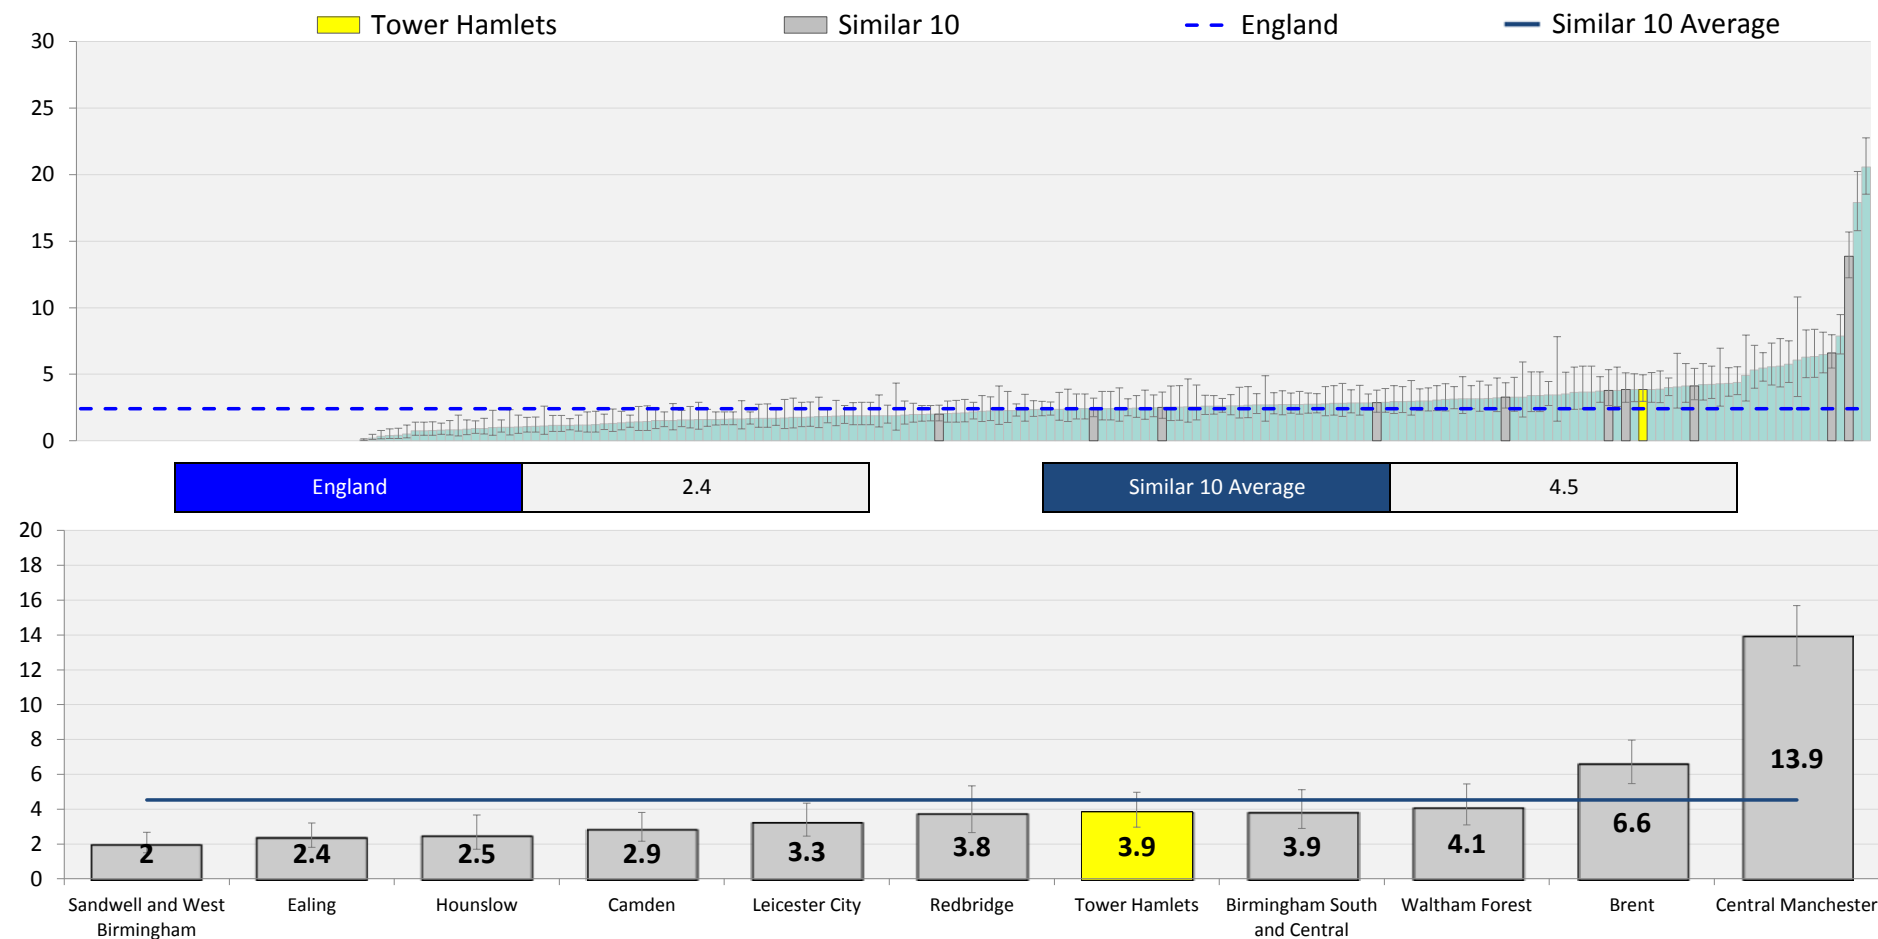 Tower Hamlets Similar 10 England Similar 10 Average
30
25
20
15
10
5
0
England 2.4 Similar 10 Average 4.5
20
18
16
14
12
10
8
6
4
2
0
2 2.4 2.5 2.9 3.3 3.8 3.9 3.9 4.1 6.6 13.9
Sandwell and West Birmingham
Ealing
Hounslow
Camden
Leicester City
Redbridge
Tower Hamlets
Birmingham South and Central
Waltham Forest
Brent
Central Manchester